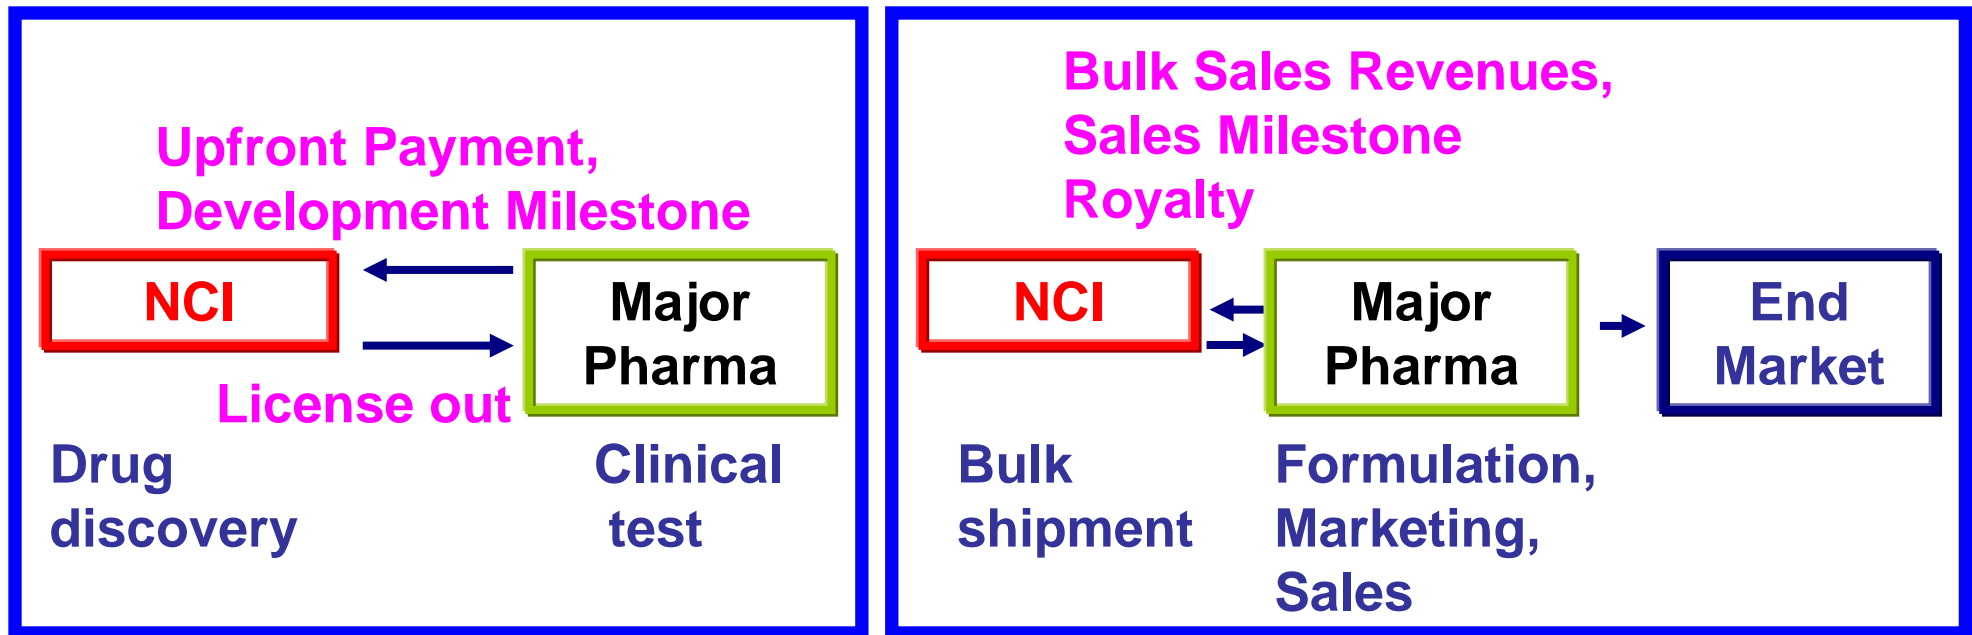 Upfront Payment,
Development Milestone
NCI
Major
Pharma
License out
Drug
discovery
Clinical
test
Bulk Sales Revenues,
Sales Milestone
Royalty
NCI
Major
Pharma
End
Market
Bulk
shipment
Formulation,
Marketing,
Sales